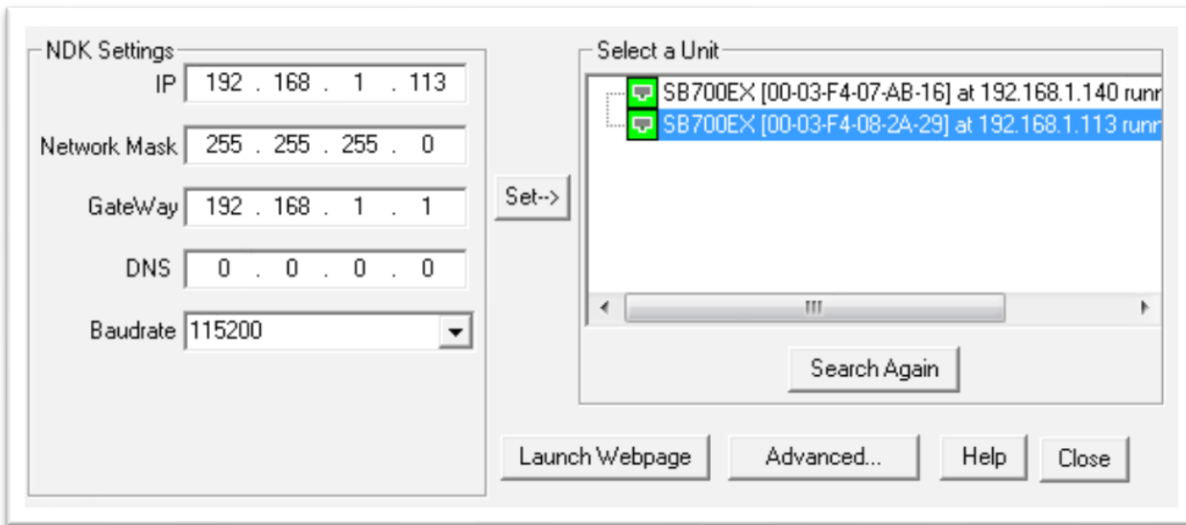 NDK Settings
IP 192 . 168 . 1 . 113
Network Mask 255 . 255 . 255 . 0
GateWay 192 . 168 . 1 . 1
DNS 0 . 0 . 0 . 0
Baudrate 115200
Set-->
Select a Unit
SB700EX [00-03-F4-07-AB-16] at 192.168.1.140
SB700EX [00-03-F4-08-2A-29] at 192.168.1.113
Search Again
Launch Webpage
Advanced...
Help
Close